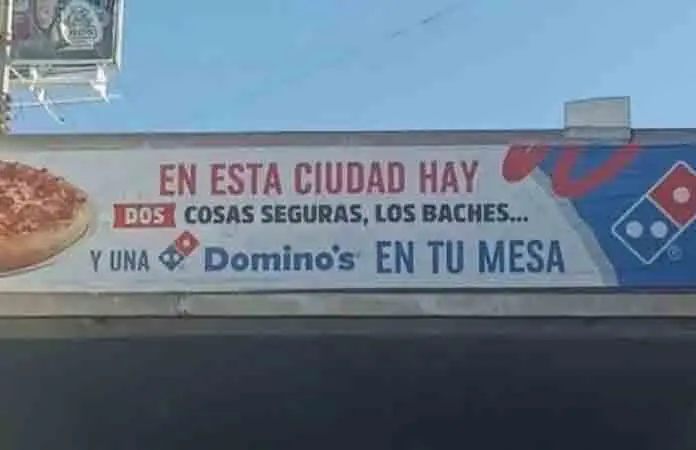 EN ESTA CIUDAD HAY
DOS COSAS SEGURAS, LOS BACHES...
Y UNA Domino's EN TU MESA
®